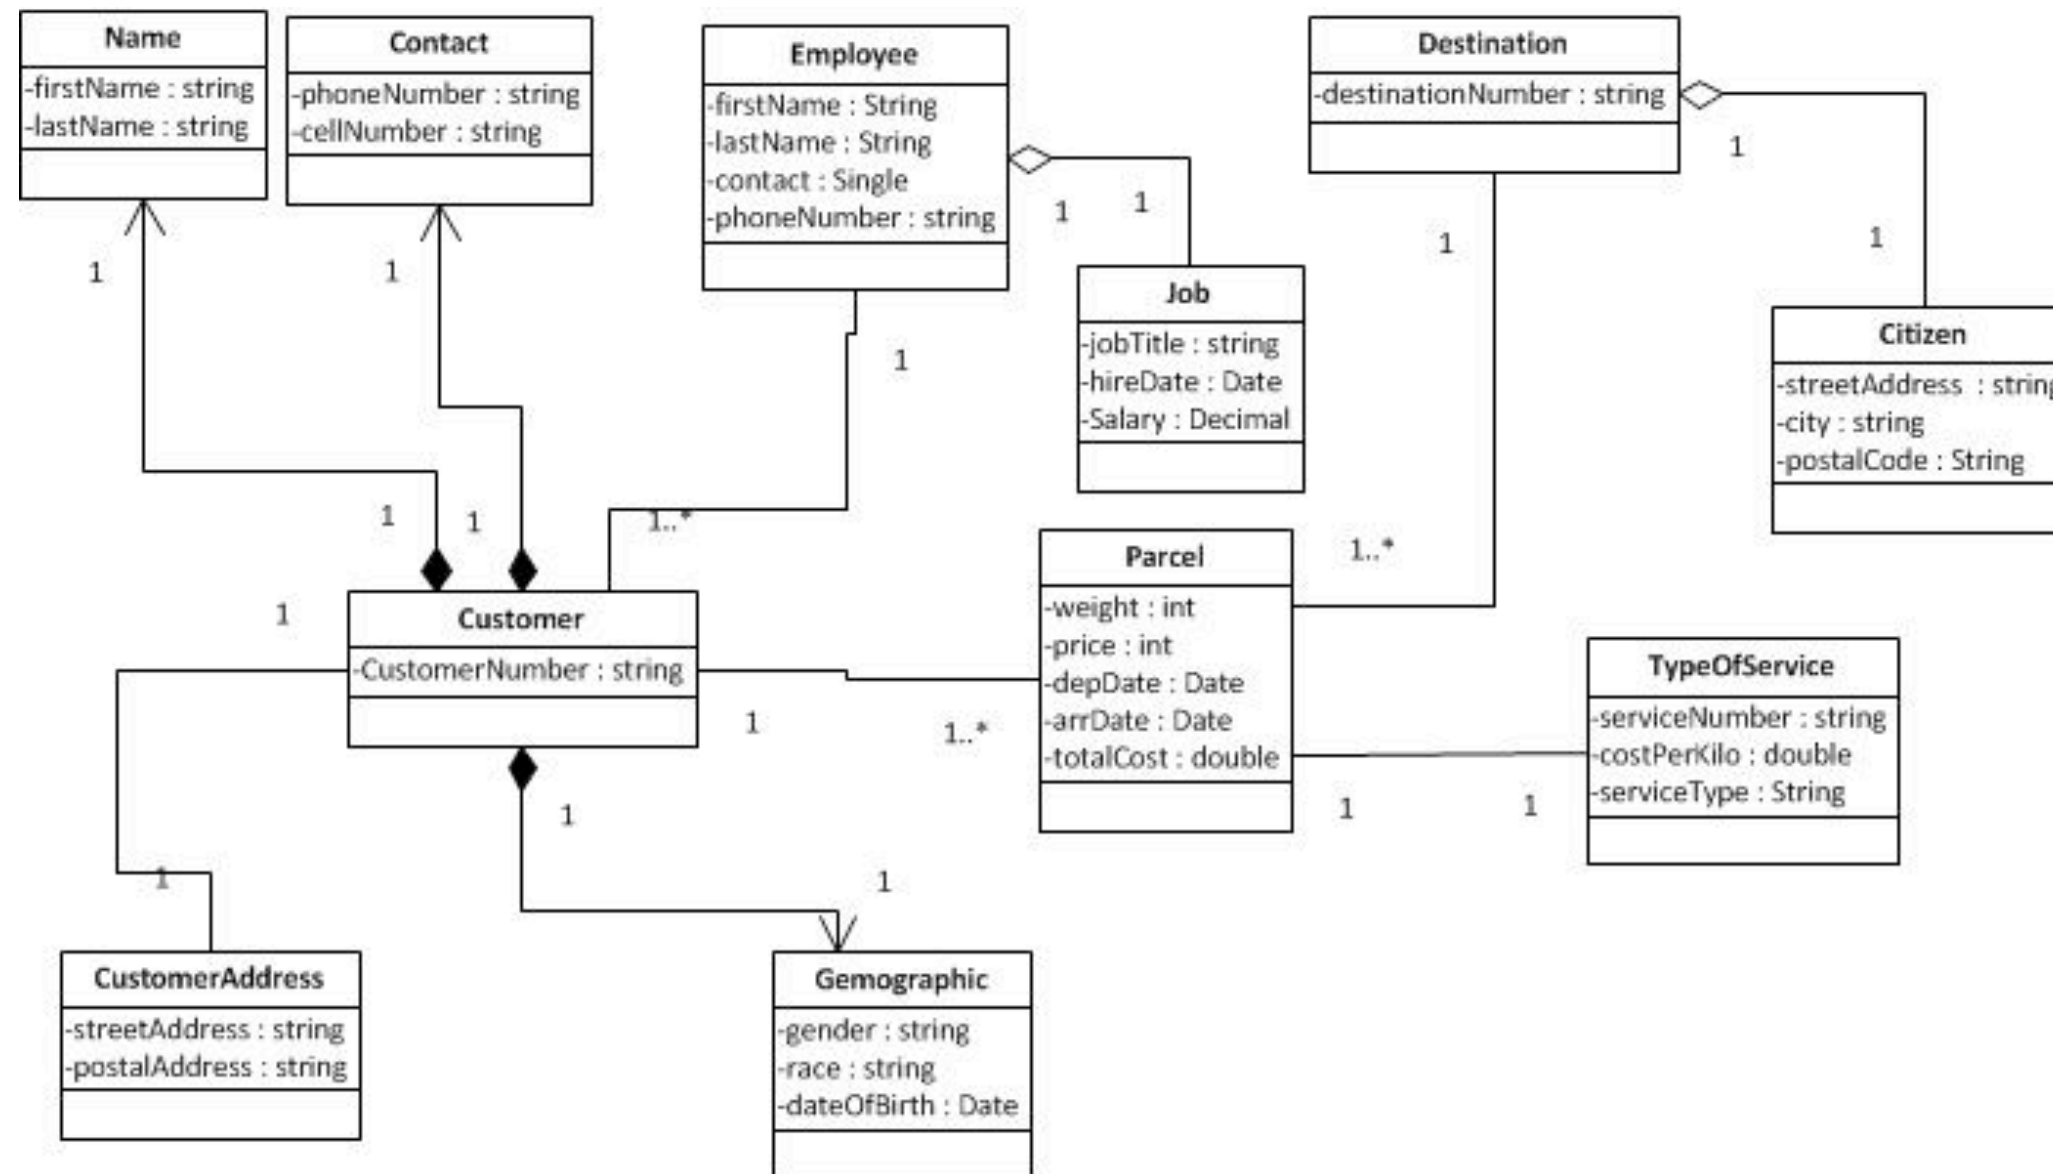 Name
-firstName : string
-lastName : string
Contact
-phoneNumber : string
-cellNumber : string
Employee
-firstName : String
-lastName : String
-contact : Single
-phoneNumber : string
Destination
-destinationNumber : string
1
1
1
1
1
1
1
Job
-jobTitle : string
-hireDate : Date
-Salary : Decimal
1
Citizen
-streetAddress : string
-city : string
-postalCode : String
1
1
1..*
1..*
Parcel
-weight : int
-price : int
-depDate : Date
-arrDate : Date
-totalCost : double
1
Customer
-CustomerNumber : string
1
1..*
TypeOfService
-serviceNumber : string
-costPerKilo : double
-serviceType : String
1
1
1
1
1
CustomerAddress
-streetAddress : string
-postalAddress : string
Gemographic
-gender : string
-race : string
-dateOfBirth : Date